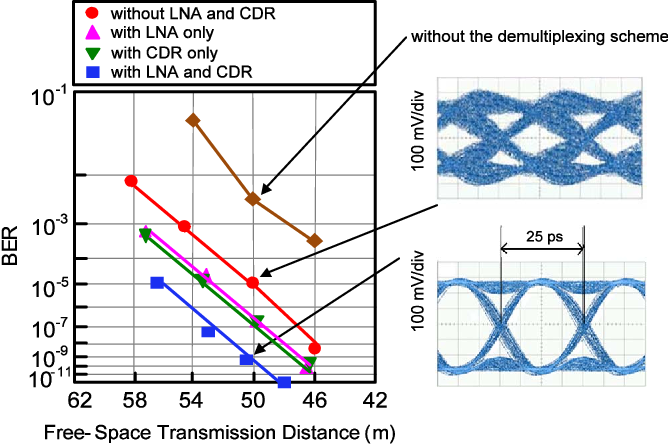 without LNA and CDR
with LNA only
with CDR only
with LNA and CDR
without the demultiplexing scheme
100 mV/div
25 ps
100 mV/div
BER
10⁻¹
10⁻³
10⁻⁵
10⁻⁷
10⁻⁹
10⁻¹¹
62 58 54 50 46 42
Free- Space Transmission Distance (m)